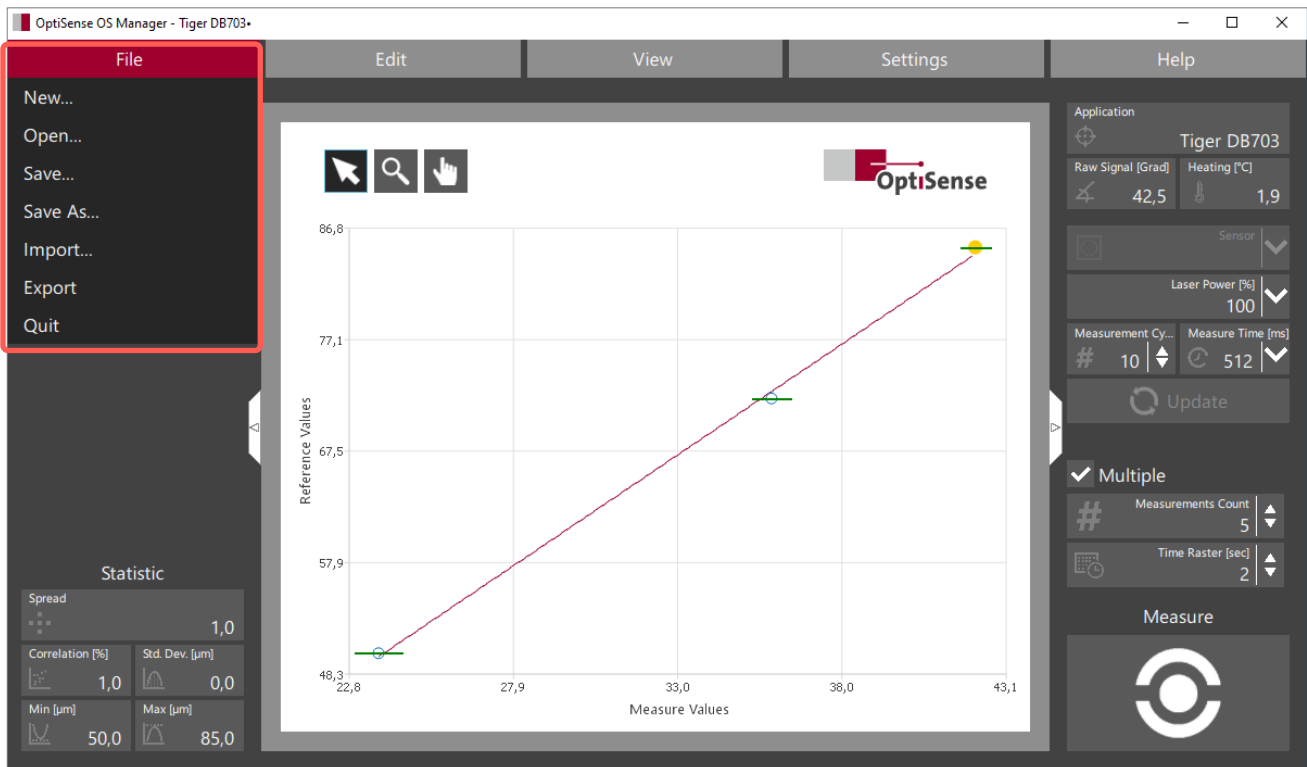 OptiSense OS Manager - Tiger DB703•
File Edit View Settings Help
New...
Open...
Save...
Save As...
Import...
Export
Quit
Statistic
Spread
1,0
Correlation [%] Std. Dev. [µm]
1,0 0,0
Min [µm] Max [µm]
50,0 85,0
OptiSense
86,8
77,1
67,5
57,9
48,3
Reference Values
22,8 27,9 33,0 38,0 43,1
Measure Values
Application
Tiger DB703
Raw Signal [Grad] Heating [°C]
42,5 1,9
Sensor
Laser Power [%]
100
Measurement Cy... Measure Time [ms]
# 10 512
Update
Multiple
Measurements Count
# 5
Time Raster [sec]
2
Measure